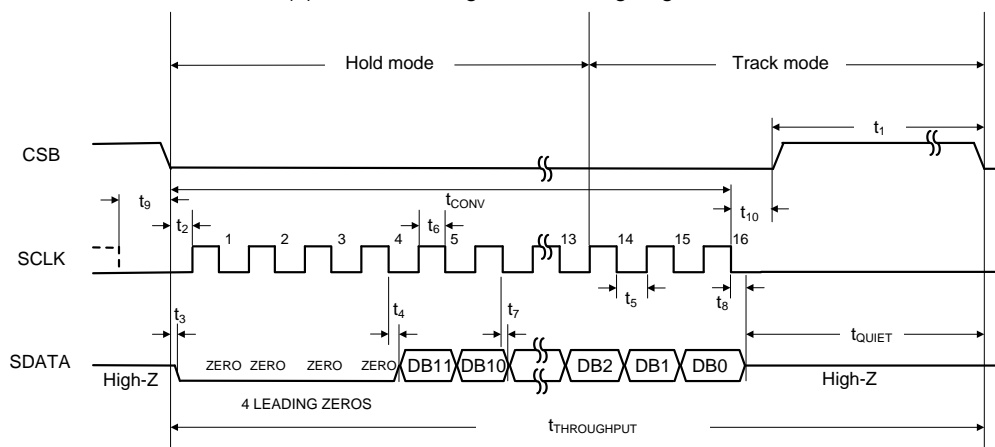 Hold mode
Track mode
CSB
t1
tCONV
t9
t2
t6
t10
SCLK
1 2 3 4 5 13 14 15 16
t3
t4
t7
t5
t8
SDATA
High-Z
ZERO ZERO ZERO ZERO
DB11 DB10 DB2 DB1 DB0
tQUIET
High-Z
4 LEADING ZEROS
tTHROUGHPUT